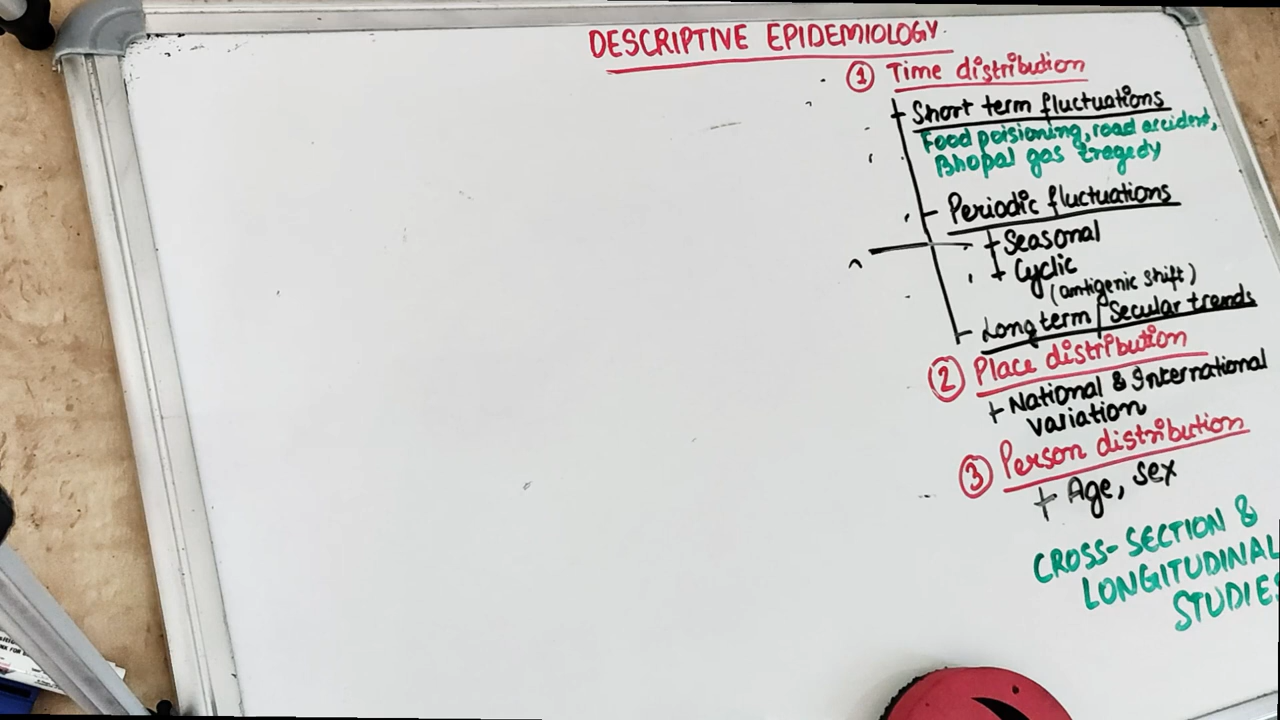 DESCRIPTIVE EPIDEMIOLOGY.
① Time distribution
Short term fluctuations
Food poisioning, road accident,
Bhopal gas tragedy
Periodic fluctuations
Seasonal
Cyclic
(antigenic shift)
Long term / Secular trends
② Place distribution
National & International
variation
③ Person distribution
Age, sex
CROSS-SECTION &
LONGITUDINAL
STUDIES